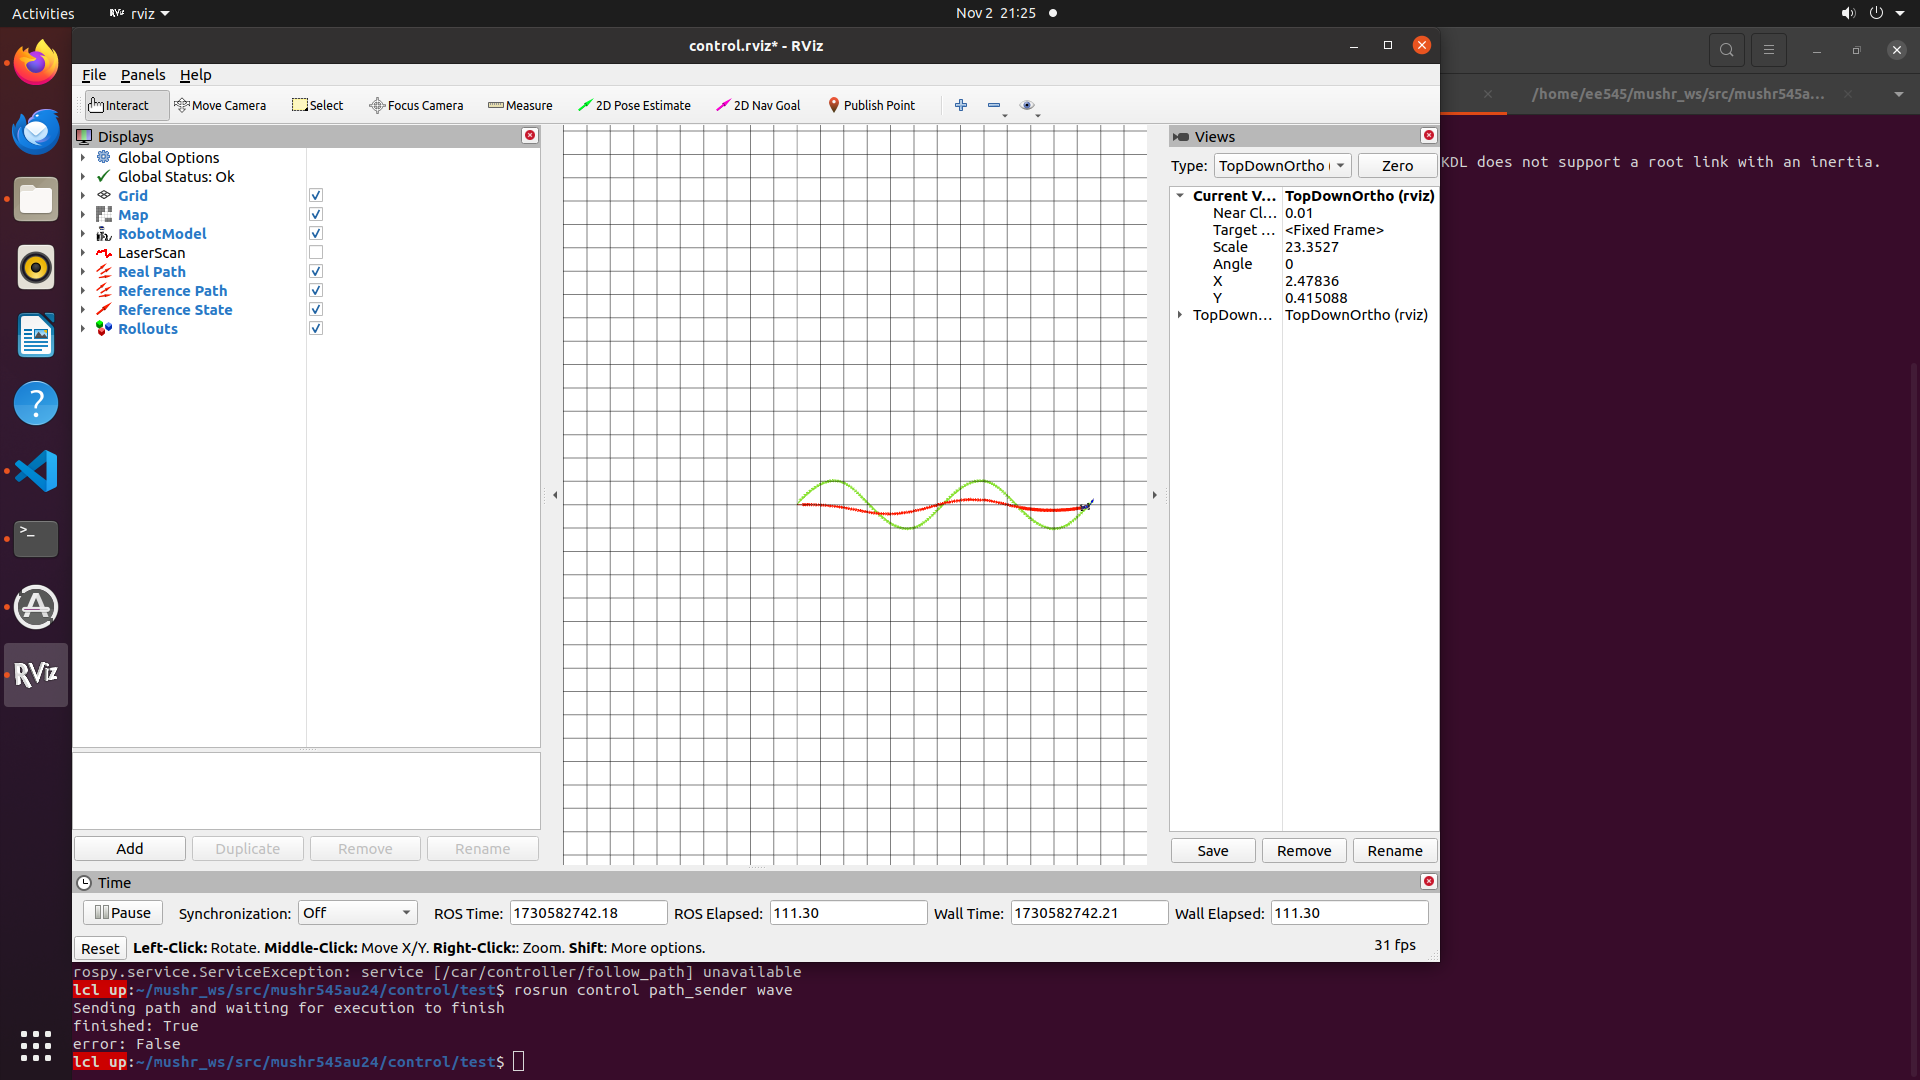 Activities
rviz
Nov 2 21:25
control.rviz* - RViz
File Panels Help
Interact Move Camera Select Focus Camera Measure 2D Pose Estimate 2D Nav Goal Publish Point
/home/ee545/mushr_ws/src/mushr545a...
Displays
Global Options
Global Status: Ok
Grid
Map
RobotModel
LaserScan
Real Path
Reference Path
Reference State
Rollouts
Add Duplicate Remove Rename
Views
Type: TopDownOrtho ( Zero
Current V... TopDownOrtho (rviz)
Near Cl... 0.01
Target ... <Fixed Frame>
Scale 23.3527
Angle 0
X 2.47836
Y 0.415088
TopDown... TopDownOrtho (rviz)
Save Remove Rename
KDL does not support a root link with an inertia.
RViz
Time
Pause Synchronization: Off ROS Time: 1730582742.18 ROS Elapsed: 111.30 Wall Time: 1730582742.21 Wall Elapsed: 111.30
Reset Left-Click: Rotate. Middle-Click: Move X/Y. Right-Click:: Zoom. Shift: More options. 31 fps
rospy.service.ServiceException: service [/car/controller/follow_path] unavailable
lcl up:~/mushr_ws/src/mushr545au24/control/test$ rosrun control path_sender wave
Sending path and waiting for execution to finish
finished: True
error: False
lcl up:~/mushr_ws/src/mushr545au24/control/test$